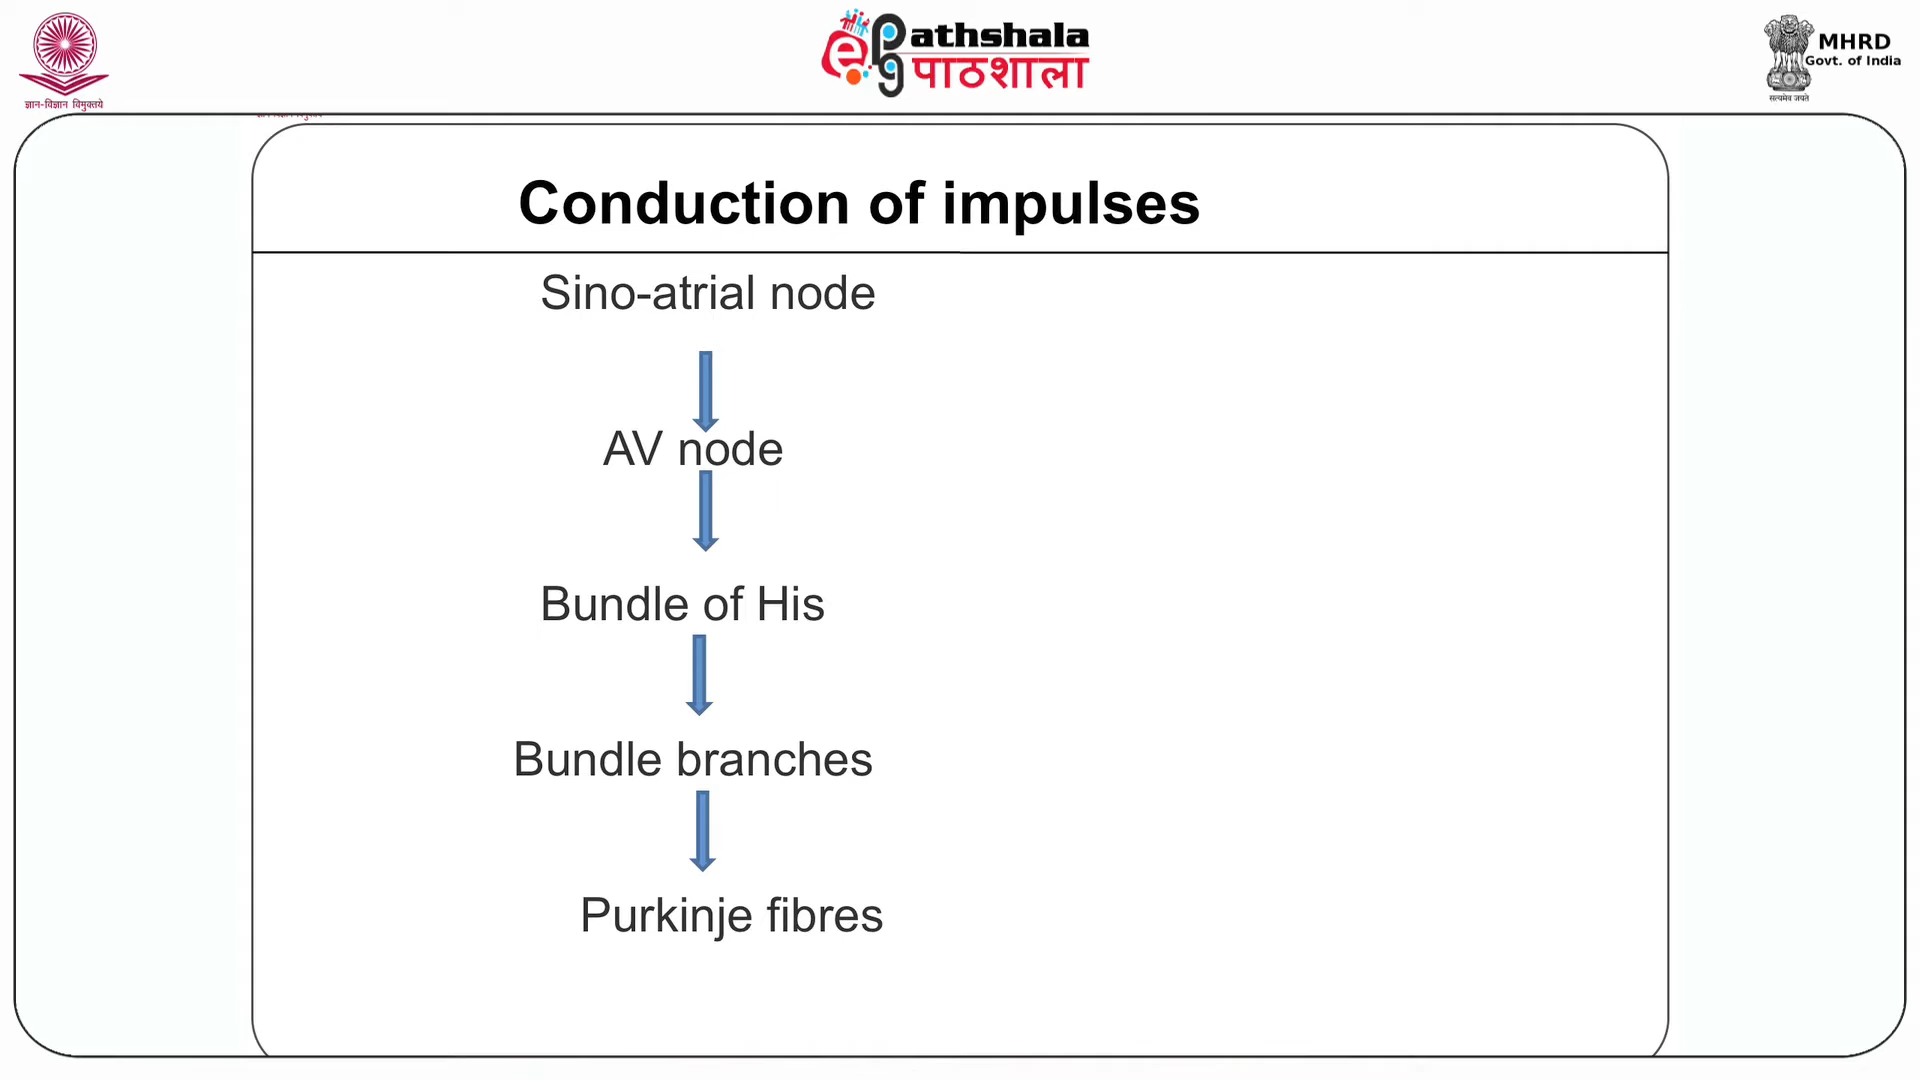 ज्ञान-विज्ञान विमुक्तये
ePG Pathshala
पाठशाला
MHRD
Govt. of India
सत्यमेव जयते
Conduction of impulses
Sino-atrial node
AV node
Bundle of His
Bundle branches
Purkinje fibres